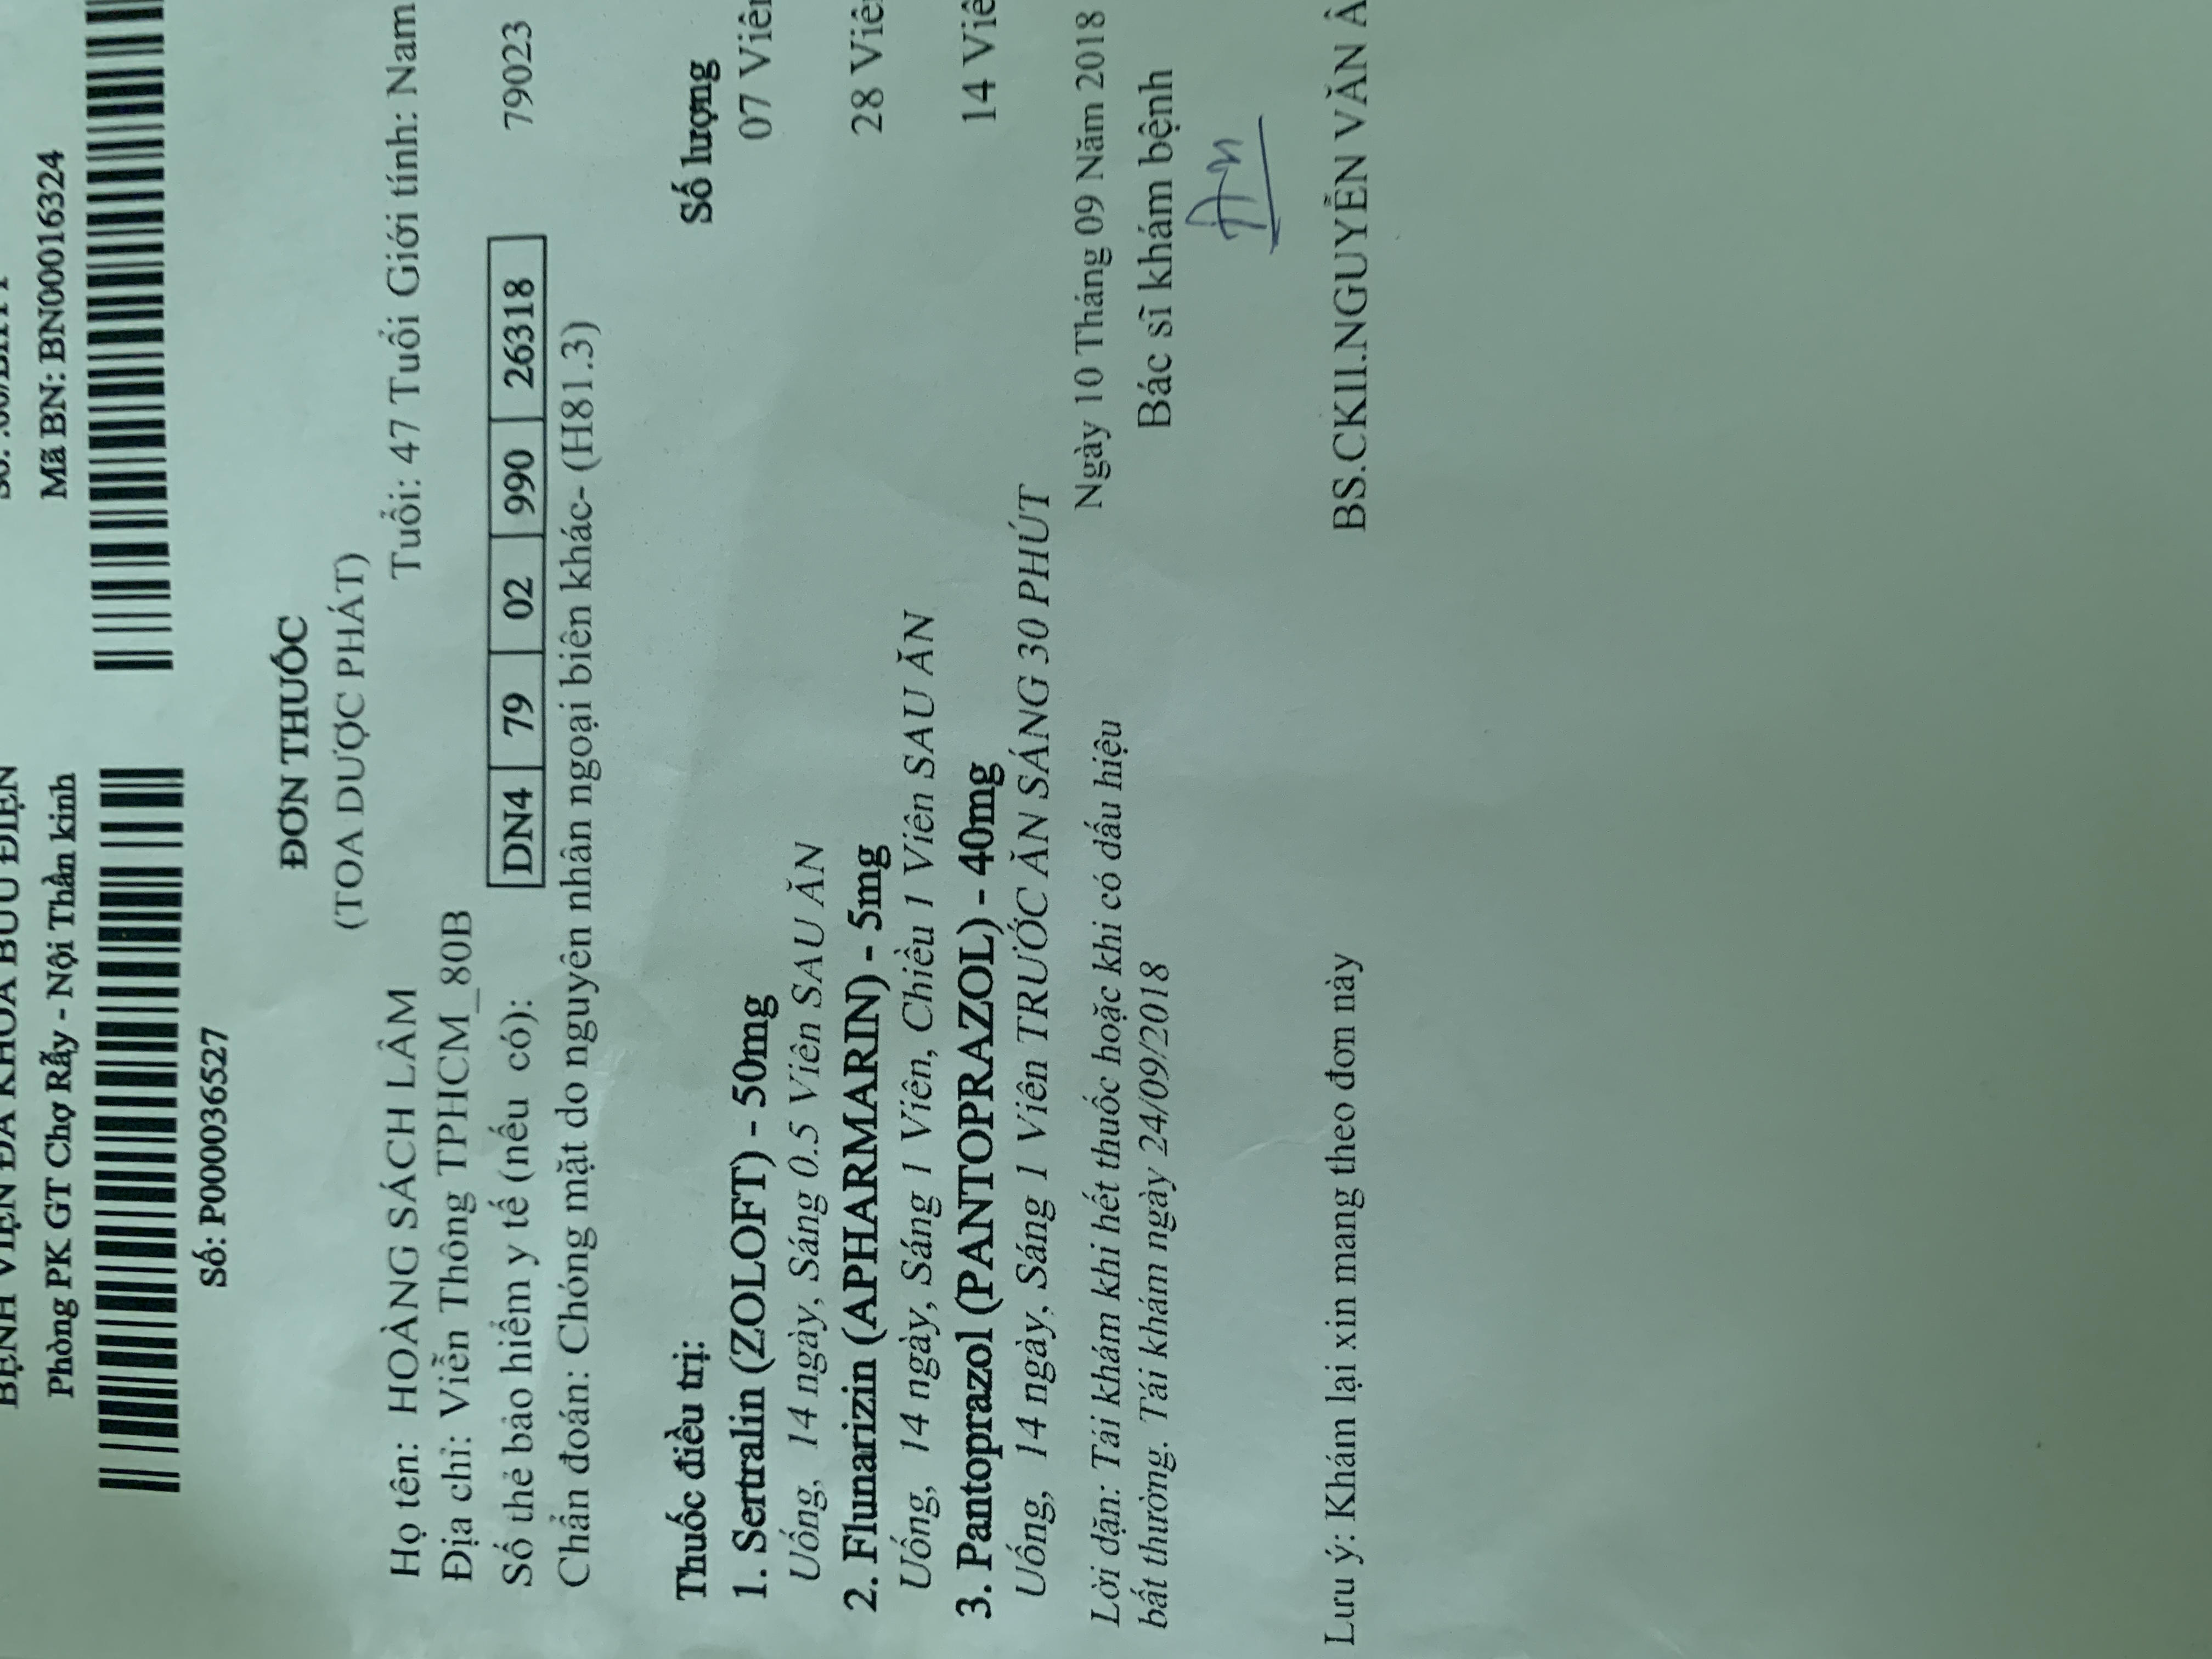 BỆNH VIỆN ĐA KHOA BƯU ĐIỆN
Phòng PK GT Chợ Rẫy - Nội Thần kinh
Mã BN: BN00016324
Số: P000036527
ĐƠN THUỐC
(TOA DƯỢC PHÁT)
Họ tên: HOÀNG SÁCH LÂM Tuổi: 47 Tuổi Giới tính: Nam
Địa chỉ: Viễn Thông TPHCM_80B
Số thẻ bảo hiểm y tế (nếu có): DN4 79 02 990 26318 79023
Chẩn đoán: Chóng mặt do nguyên nhân ngoại biên khác- (H81.3)
Thuốc điều trị: Số lượng
1. Sertralin (ZOLOFT) - 50mg 07 Viên
Uống, 14 ngày, Sáng 0.5 Viên SAU ĂN
2. Flunarizin (APHARMARIN) - 5mg 28 Viê
Uống, 14 ngày, Sáng 1 Viên, Chiều 1 Viên SAU ĂN
3. Pantoprazol (PANTOPRAZOL) - 40mg 14 Viê
Uống, 14 ngày, Sáng 1 Viên TRƯỚC ĂN SÁNG 30 PHÚT
Lời dặn: Tái khám khi hết thuốc hoặc khi có dấu hiệu
bất thường. Tái khám ngày 24/09/2018
Ngày 10 Tháng 09 Năm 2018
Bác sĩ khám bệnh
Lưu ý: Khám lại xin mang theo đơn này
BS.CKII.NGUYỄN VĂN Â